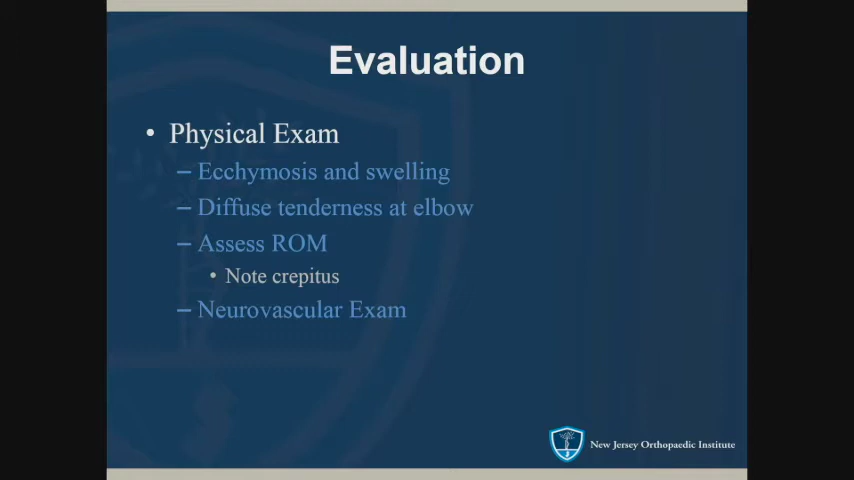 Evaluation
• Physical Exam
– Ecchymosis and swelling
– Diffuse tenderness at elbow
– Assess ROM
• Note crepitus
– Neurovascular Exam
New Jersey Orthopaedic Institute